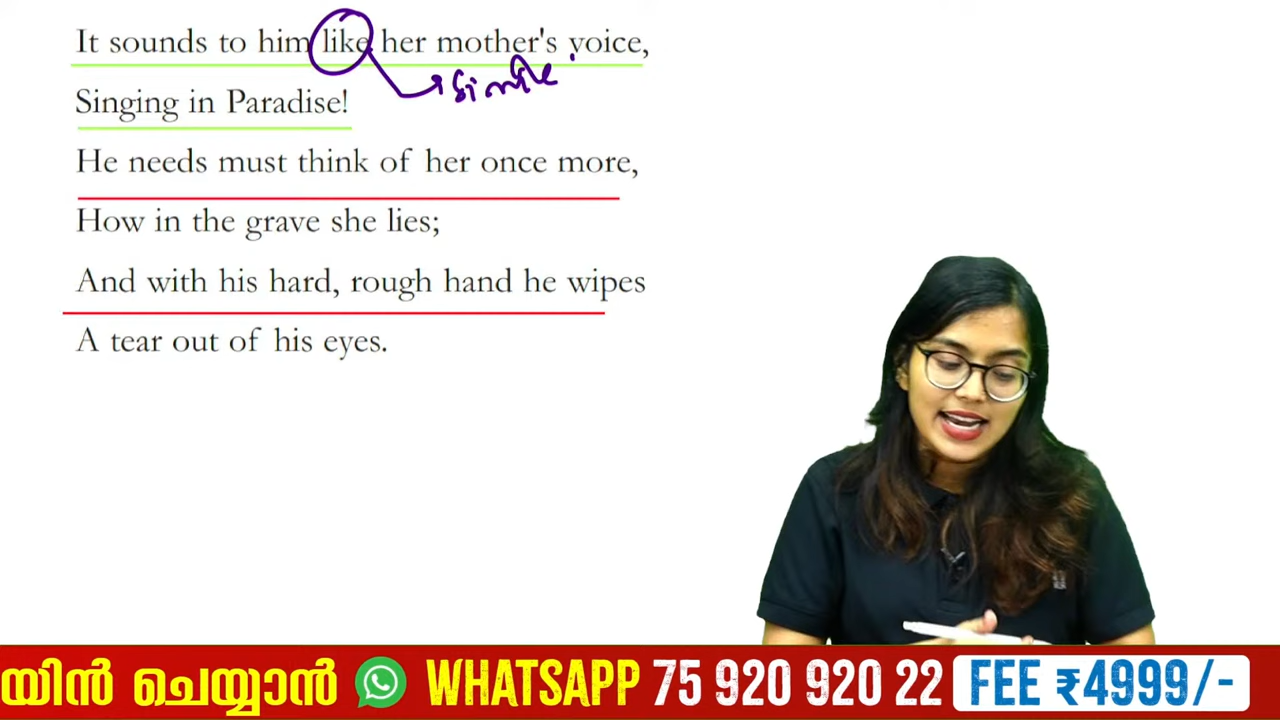 It sounds to him like her mother's voice,
simile
Singing in Paradise!
He needs must think of her once more,
How in the grave she lies;
And with his hard, rough hand he wipes
A tear out of his eyes.
യിൻ ചെയ്യാൻ WHATSAPP 75 920 920 22 FEE ₹4999/-